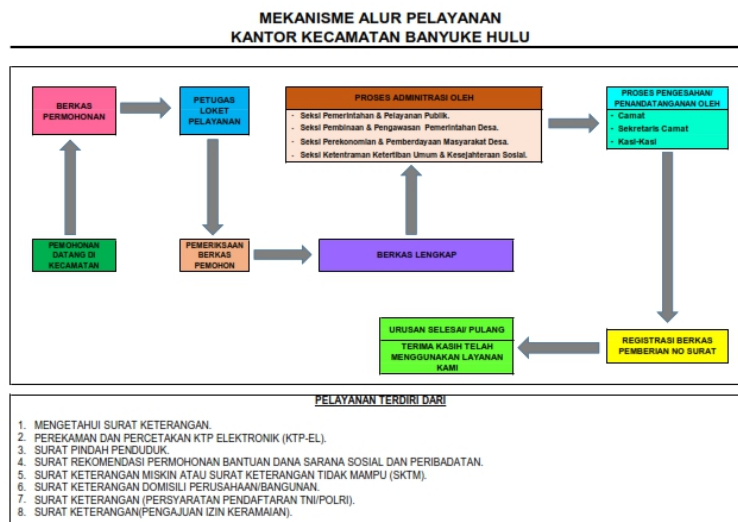 MEKANISME ALUR PELAYANAN
KANTOR KECAMATAN BANYUKE HULU
BERKAS
PERMOHONAN
PETUGAS
LOKET
PELAYANAN
PROSES ADMINITRASI OLEH
- Seksi Pemerintahan & Pelayanan Publik.
- Seksi Pembinaan & Pengawasan Pemerintahan Desa.
- Seksi Perekonomian & Pemberdayaan Masyarakat Desa.
- Seksi Ketentraman Ketertiban Umum & Kesejahteraan Sosial.
PROSES PENGESAHAN/
PENANDATANGANAN OLEH
- Camat
- Sekretaris Camat
- Kasi-Kasi
PEMOHONAN
DATANG DI
KECAMATAN
PEMERIKSAAN
BERKAS
PEMOHON
BERKAS LENGKAP
URUSAN SELESAI/ PULANG
TERIMA KASIH TELAH
MENGGUNAKAN LAYANAN
KAMI
REGISTRASI BERKAS
PEMBERIAN NO SURAT
PELAYANAN TERDIRI DARI
1. MENGETAHUI SURAT KETERANGAN.
2. PEREKAMAN DAN PERCETAKAN KTP ELEKTRONIK (KTP-EL).
3. SURAT PINDAH PENDUDUK.
4. SURAT REKOMENDASI PERMOHONAN BANTUAN DANA SARANA SOSIAL DAN PERIBADATAN.
5. SURAT KETERANGAN MISKIN ATAU SURAT KETERANGAN TIDAK MAMPU (SKTM).
6. SURAT KETERANGAN DOMISILI PERUSAHAAN/BANGUNAN.
7. SURAT KETERANGAN (PERSYARATAN PENDAFTARAN TNI/POLRI).
8. SURAT KETERANGAN(PENGAJUAN IZIN KERAMAIAN).